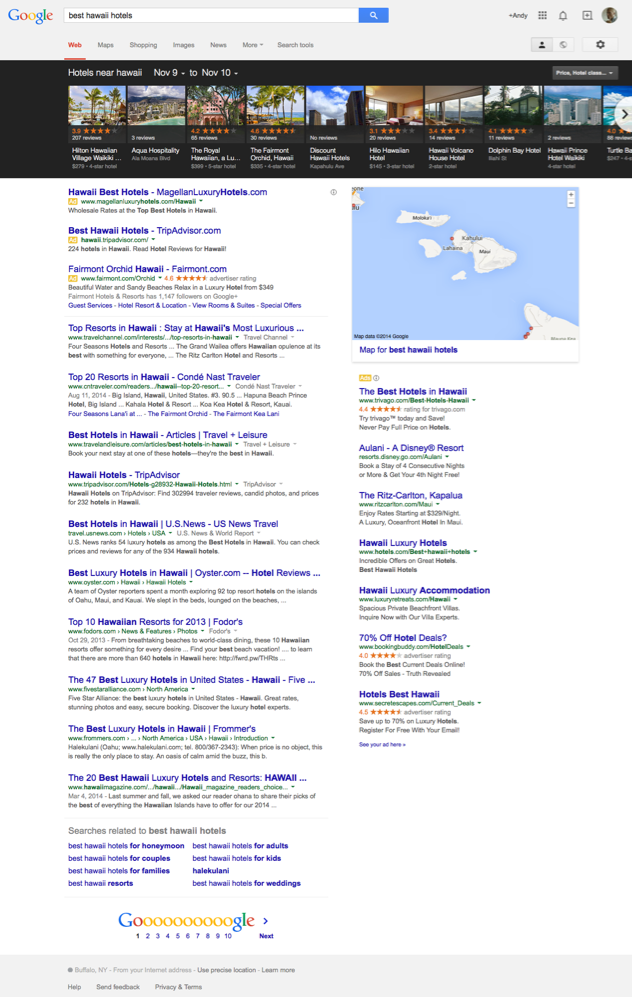 Google
best hawaii hotels
+Andy
Web Maps Shopping Images News More Search tools
Hotels near hawaii Nov 9 to Nov 10
Price, Hotel class...
3.9
207 reviews
Hilton Hawaiian
Village Waikiki ...
$279 • 4-star hotel
3 reviews
Aqua Hospitality
Ala Moana Blvd
4.2
65 reviews
The Royal
Hawaiian, a Lu...
$399 • 5-star hotel
4.6
30 reviews
The Fairmont
Orchid, Hawaii
$355 • 4-star hotel
No reviews
Discount
Hawaii Hotels
Kapahulu Ave
3.1
20 reviews
Hilo Hawaiian
Hotel
$145 • 3-star hotel
3.4
14 reviews
Hawaii Volcano
House Hotel
2-star hotel
4.7
11 reviews
Dolphin Bay Hotel
2 reviews
Hawaii Prince
Hotel Waikiki
4-star hotel
Turtle Ba
Hawaii Best Hotels - MagellanLuxuryHotels.com
Ad www.magellanluxuryhotels.com/Hawaii
Wholesale Rates at the Top Best Hotels in Hawaii.
Best Hawaii Hotels - TripAdvisor.com
Ad hawaii.tripadvisor.com/
224 hotels in Hawaii. Read Hotel Reviews for Hawaii!
Fairmont Orchid Hawaii - Fairmont.com
Ad www.fairmont.com/Orchid 4.6 advertiser rating
Beautiful Water and Sandy Beaches Relax in a Luxury Hotel from $349
Fairmont Hotels & Resorts has 1,147 followers on Google+
Guest Services - Hotel Resort & Location - View Rooms & Suites - Special Offers
Top Resorts in Hawaii : Stay at Hawaii's Most Luxurious ...
www.travelchannel.com/interests/.../top-resorts-in-hawaii Travel Channel
Four Seasons Hotels and Resorts ... The Grand Wailea offers Hawaiian opulence at its
best with something for everyone, ... The Ritz Carlton Hotel and Resorts ...
Top 20 Resorts in Hawaii - Condé Nast Traveler
www.cntraveler.com/readers.../hawaii-top-20-resort... Condé Nast Traveler
Aug 11, 2014 - Big Island, Hawaii, United States. #3. 90.5 ... Hapuna Beach Prince
Hotel, Big Island ... Kahala Hotel & Resort ... Koa Kea Hotel & Resort, Kauai.
Four Seasons Lana'i at ... - The Fairmont Orchid - The Fairmont Kea Lani
Best Hotels in Hawaii - Articles | Travel + Leisure
www.travelandleisure.com/articles/best-hotels-in-hawaii Travel + Leisure
Book your next stay at one of these hotels—they're the best in Hawaii.
Hawaii Hotels - TripAdvisor
www.tripadvisor.com/Hotels-g28932-Hawaii-Hotels.html TripAdvisor
Hawaii Hotels on TripAdvisor: Find 302994 traveler reviews, candid photos, and prices
for 232 hotels in Hawaii.
Best Hotels in Hawaii | U.S.News - US News Travel
travel.usnews.com › Hotels › USA U.S. News & World Report
U.S. News ranks 54 luxury hotels as among the Best Hotels in Hawaii. You can check
prices and reviews for any of the 934 Hawaii hotels.
Best Luxury Hotels in Hawaii | Oyster.com -- Hotel Reviews ...
www.oyster.com › Hawaii › Hawaii Hotels
A team of Oyster reporters spent a month exploring 92 top resort hotels on the islands
of Oahu, Maui, and Kauai. We slept in the beds, lounged on the beaches, ...
Top 10 Hawaiian Resorts for 2013 | Fodor's
www.fodors.com › News & Features › Photos Fodor's
Oct 29, 2013 - From breathtaking beaches to world-class dining, these 10 Hawaiian
resorts offer something for every desire ... Find your best beach vacation! .... to learn
that there are more than 640 hotels in Hawaii here: http://fwrd.pw/THRts ...
The 47 Best Luxury Hotels in United States - Hawaii - Five ...
www.fivestaralliance.com › North America
Five Star Alliance: the best luxury hotels in United States - Hawaii. Great rates,
stunning photos and easy, secure booking. Discover the luxury hotel experts.
The Best Luxury Hotels in Hawaii | Frommer's
www.frommers.com › ... › North America › USA › Hawaii › Introduction
Halekulani (Oahu; www.halekulani.com; tel. 800/367-2343): When price is no object, this
is really the only place to stay. An oasis of calm amid the buzz, this b.
The 20 Best Hawaii Luxury Hotels and Resorts: HAWAII ...
www.hawaiimagazine.com/.../hawaii.../Hawaii_magazine_readers_choice...
Mar 4, 2014 - Last summer and fall, we asked our reader ohana to share their picks of
the best of everything the Hawaiian Islands have to offer for our 2014 ...
Searches related to best hawaii hotels
best hawaii hotels for honeymoon best hawaii hotels for adults
best hawaii hotels for couples best hawaii hotels for kids
best hawaii hotels for families halekulani
best hawaii resorts best hawaii hotels for weddings
Goooooooooogle
1 2 3 4 5 6 7 8 9 10 Next
Molokai
Kahului
Lahaina
Maui
Map data ©2014 Google
Map for best hawaii hotels
Ads
The Best Hotels in Hawaii
www.trivago.com/Best-Hotels-Hawaii
4.4 rating for trivago.com
Try trivago™ today and Save!
Never Pay Full Price on Hotels.
Aulani - A Disney® Resort
resorts.disney.go.com/Aulani
Book a Stay of 4 Consecutive Nights
or More & Get Your 4th Night Free!
The Ritz-Carlton, Kapalua
www.ritzcarlton.com/Maui
Enjoy Rates Starting at $329/Night.
A Luxury, Oceanfront Hotel In Maui.
Hawaii Luxury Hotels
www.hotels.com/Best+hawaii+hotels
Incredible Offers on Great Hotels.
Best Hawaii Hotels
Hawaii Luxury Accommodation
www.luxuryretreats.com/Hawaii
Spacious Private Beachfront Villas.
Inquire Now with Our Villa Experts.
70% Off Hotel Deals?
www.bookingbuddy.com/HotelDeals
4.0 advertiser rating
Book the Best Current Deals Online!
70% Off Sales - Truth Revealed
Hotels Best Hawaii
www.secretescapes.com/Current_Deals
4.5 advertiser rating
Save up to 70% on Luxury Hotels.
Register For Free With Your Email!
See your ad here »
Buffalo, NY - From your Internet address - Use precise location - Learn more
Help Send feedback Privacy & Terms